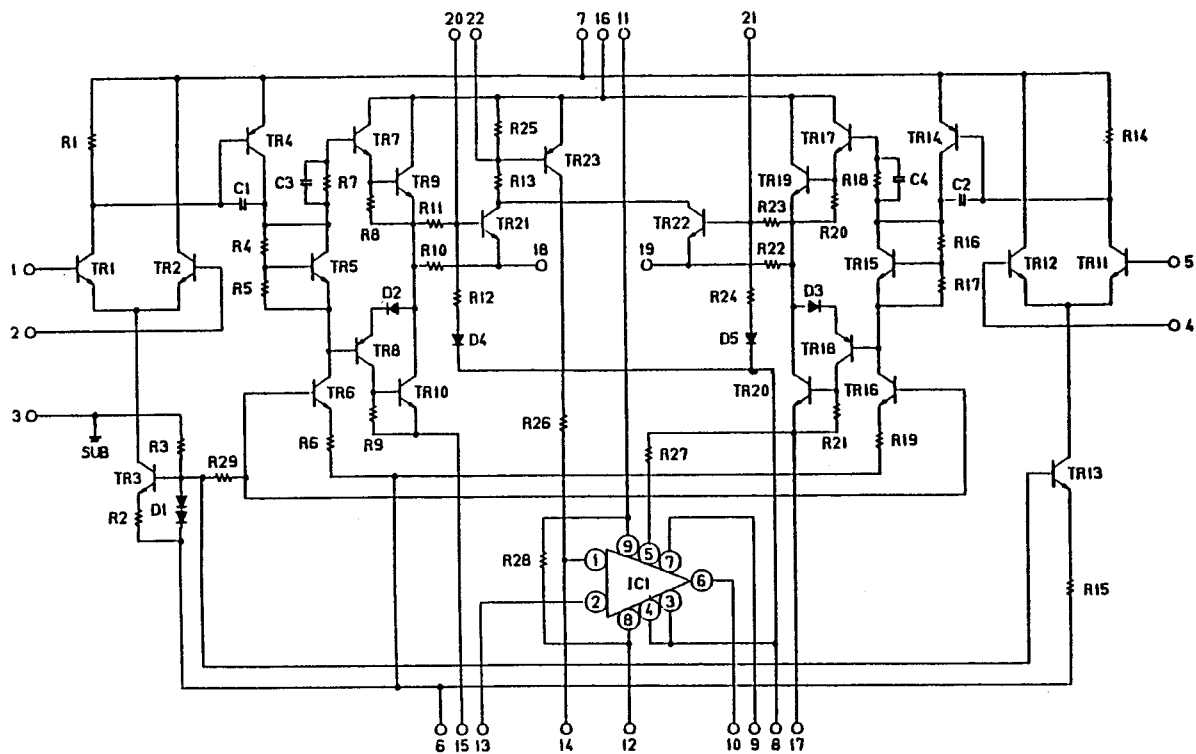 20 22 7 16 11 21
R1
TR4
TR7
R25
TR23
TR17
TR14
R14
C3
R7
TR9
R13
TR19
R18
C4
C2
C1
R8
R11
TR21
TR22
R23
R20
R4
R10
18
19
R22
R16
1
TR1
TR2
TR5
TR15
TR12
TR11
5
R5
D2
R12
R24
D3
R17
2
4
TR8
D4
D5
TR18
TR6
TR10
TR20
TR16
3
SUB
R3
R6
R9
R26
R27
R21
R19
TR3
R29
TR13
R2
D1
R28
1
9
5
7
6
IC1
2
8
4
3
R15
6 15 13 14 12 10 9 8 17